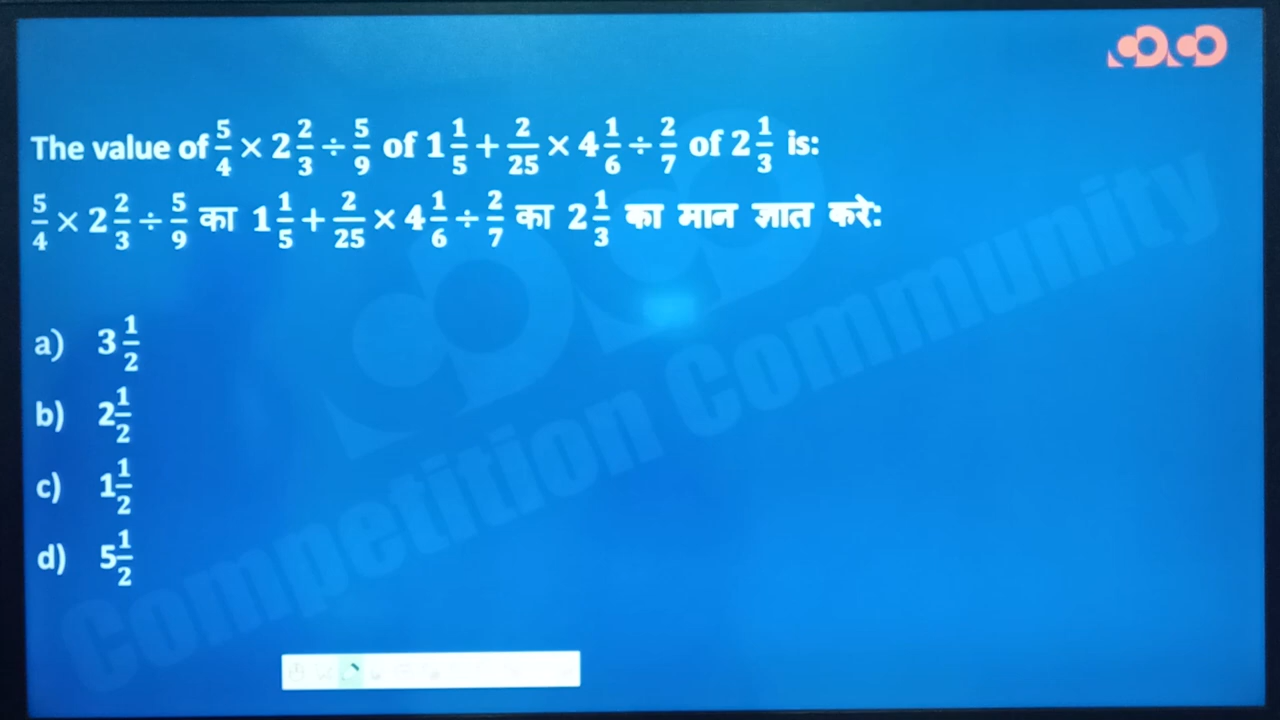 The value of 5/4 × 2 2/3 ÷ 5/9 of 1 1/5 + 2/25 × 4 1/6 ÷ 2/7 of 2 1/3 is:
5/4 × 2 2/3 ÷ 5/9 का 1 1/5 + 2/25 × 4 1/6 ÷ 2/7 का 2 1/3 का मान ज्ञात करे:
a) 3 1/2
b) 2 1/2
c) 1 1/2
d) 5 1/2
Competition Community